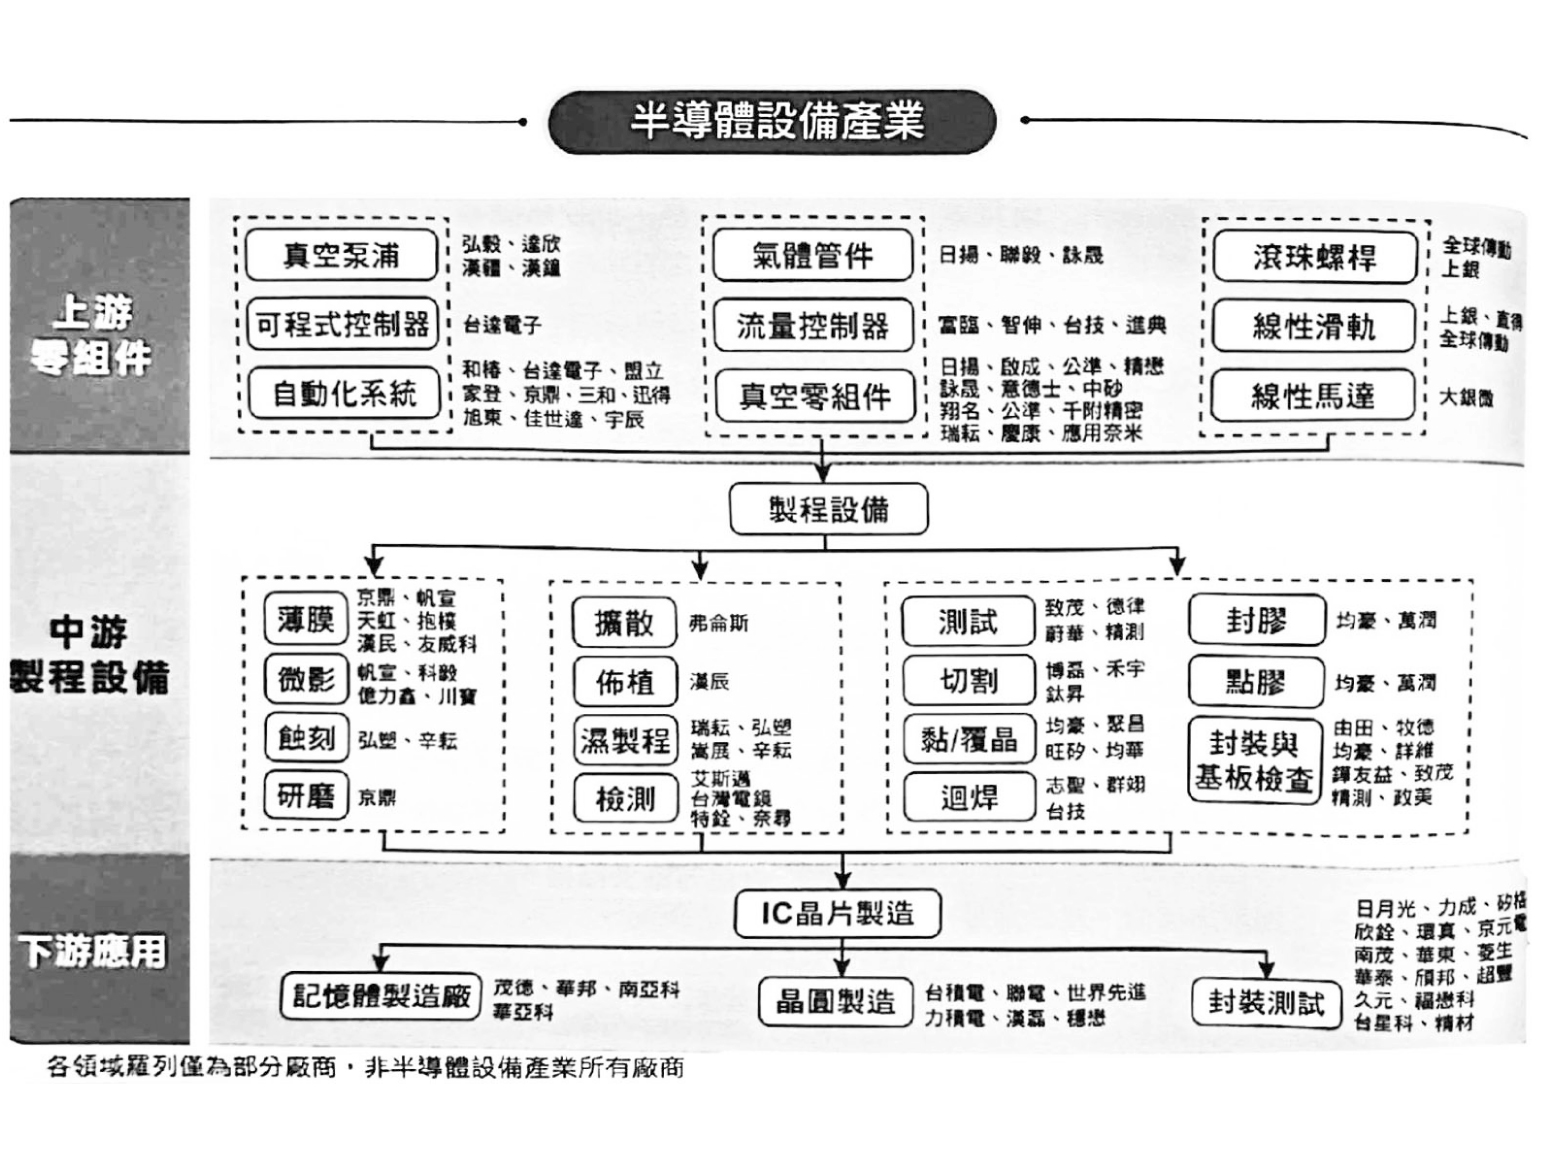 半導體設備產業
上游
零組件
真空泵浦
弘毅、達欣
漢疆、漢鐘
可程式控制器
台達電子
自動化系統
和椿、台達電子、盟立
家登、京鼎、三和、迅得
旭東、佳世達、宇辰
氣體管件
日揚、聯毅、詠晟
流量控制器
富臨、智伸、台技、進典
真空零組件
日揚、啟成、公準、精懋
詠晟、意德士、中砂
翔名、公準、千附精密
瑞耘、慶康、應用奈米
滾珠螺桿
全球傳動
上銀
線性滑軌
上銀、直得
全球傳動
線性馬達
大銀微
中游
製程設備
製程設備
薄膜
京鼎、帆宣
天虹、抱樸
漢民、友威科
微影
帆宣、科毅
億力鑫、川寶
蝕刻
弘塑、辛耘
研磨
京鼎
擴散
弗侖斯
佈植
漢辰
濕製程
瑞耘、弘塑
嵩展、辛耘
檢測
艾斯邁
台灣電鏡
特銓、奈尋
測試
致茂、德律
蔚華、精測
切割
博磊、禾宇
鈦昇
黏/覆晶
均豪、聚昌
旺矽、均華
迴焊
志聖、群翊
台技
封膠
均豪、萬潤
點膠
均豪、萬潤
封裝與
基板檢查
由田、牧德
均豪、詳維
鏵友益、致茂
精測、政美
下游應用
IC晶片製造
記憶體製造廠
茂德、華邦、南亞科
華亞科
晶圓製造
台積電、聯電、世界先進
力積電、漢磊、穩懋
封裝測試
日月光、力成、矽格
欣銓、環真、京元電
南茂、華東、菱生
華泰、頎邦、超豐
久元、福懋科
台星科、精材
各領域羅列僅為部分廠商，非半導體設備產業所有廠商